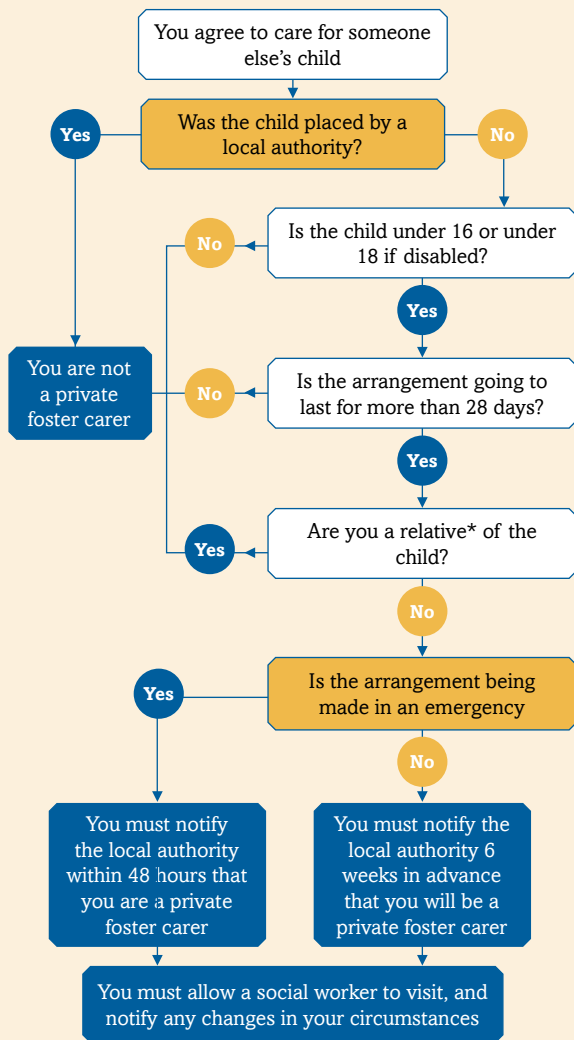 You agree to care for someone
else's child
Was the child placed by a
local authority?
Yes
No
Is the child under 16 or under
18 if disabled?
No
Yes
You are not
a private
foster carer
Is the arrangement going to
last for more than 28 days?
No
Yes
Are you a relative* of the
child?
Yes
No
Is the arrangement being
made in an emergency
Yes
No
You must notify
the local authority
within 48 hours that
you are a private
foster carer
You must notify the
local authority 6
weeks in advance
that you will be a
private foster carer
You must allow a social worker to visit, and
notify any changes in your circumstances